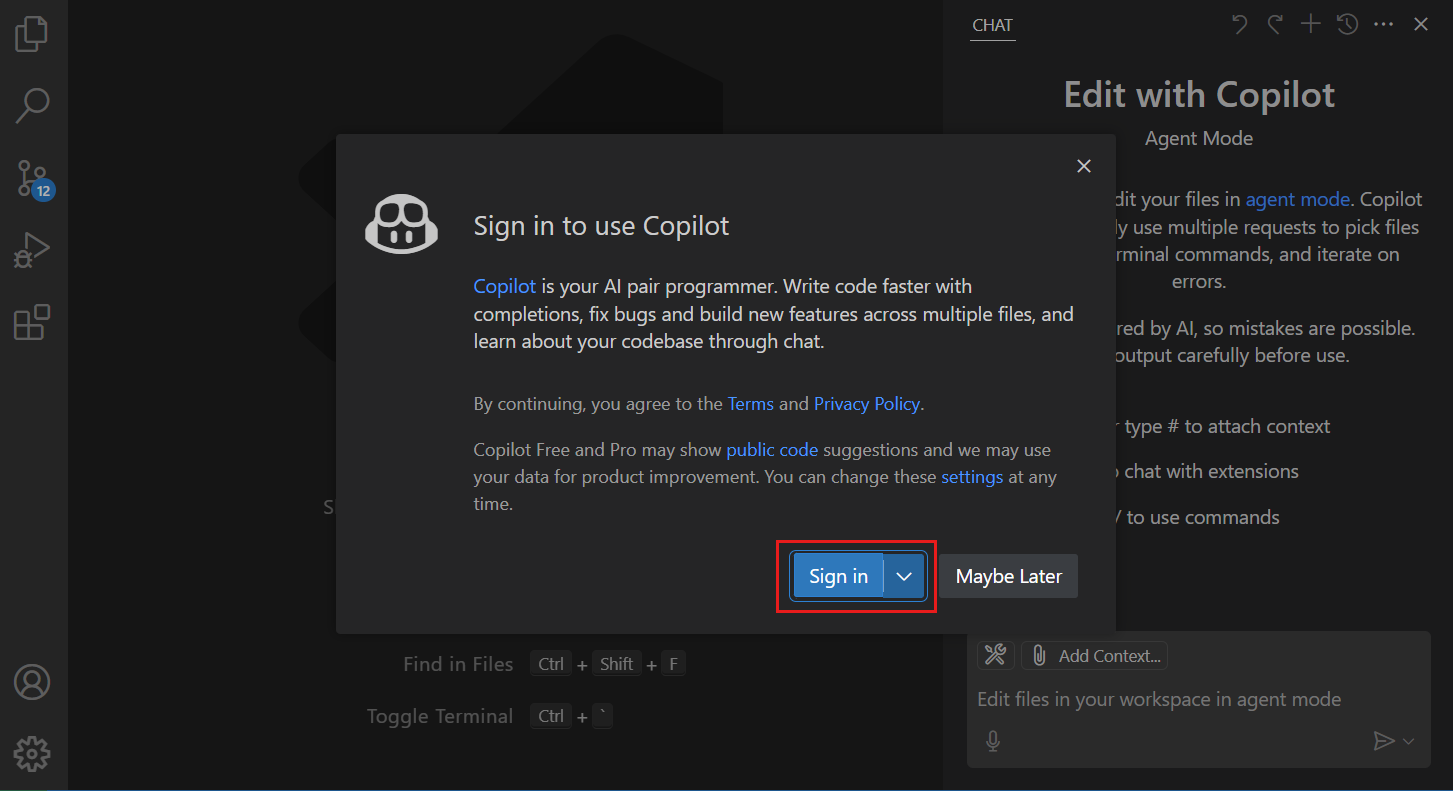 CHAT
Edit with Copilot
Agent Mode
dit your files in agent mode. Copilot
use multiple requests to pick files
commands, and iterate on
errors.
by AI, so mistakes are possible.
output carefully before use.
type # to attach context
chat with extensions
/ to use commands
12
Sign in to use Copilot
Copilot is your AI pair programmer. Write code faster with
completions, fix bugs and build new features across multiple files, and
learn about your codebase through chat.
By continuing, you agree to the Terms and Privacy Policy.
Copilot Free and Pro may show public code suggestions and we may use
your data for product improvement. You can change these settings at any
time.
Sign in
Maybe Later
S
Find in Files Ctrl + Shift + F
Toggle Terminal Ctrl + `
Add Context...
Edit files in your workspace in agent mode